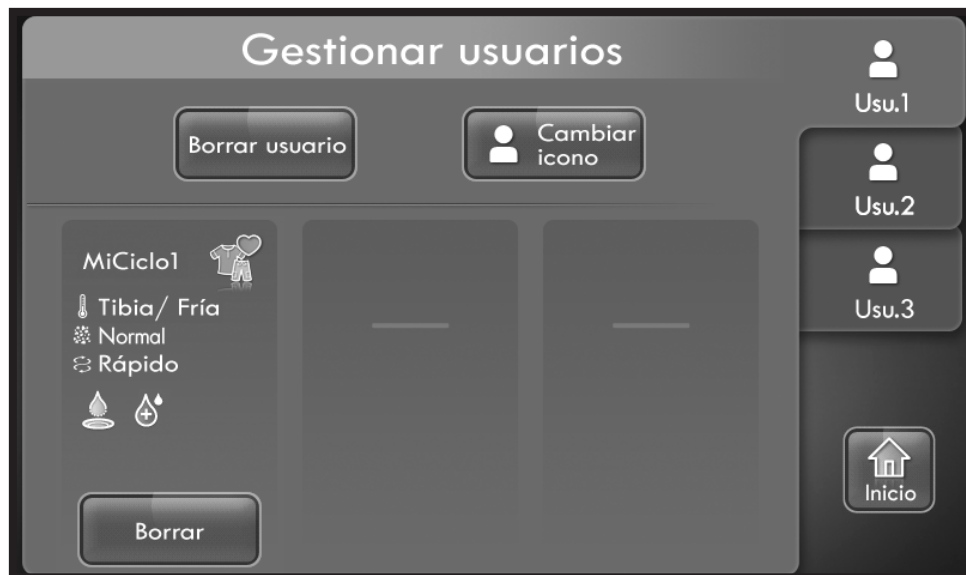 Gestionar usuarios
Borrar usuario
Cambiar
icono
MiCiclo1
Tibia/ Fría
Normal
Rápido
Borrar
Usu.1
Usu.2
Usu.3
Inicio